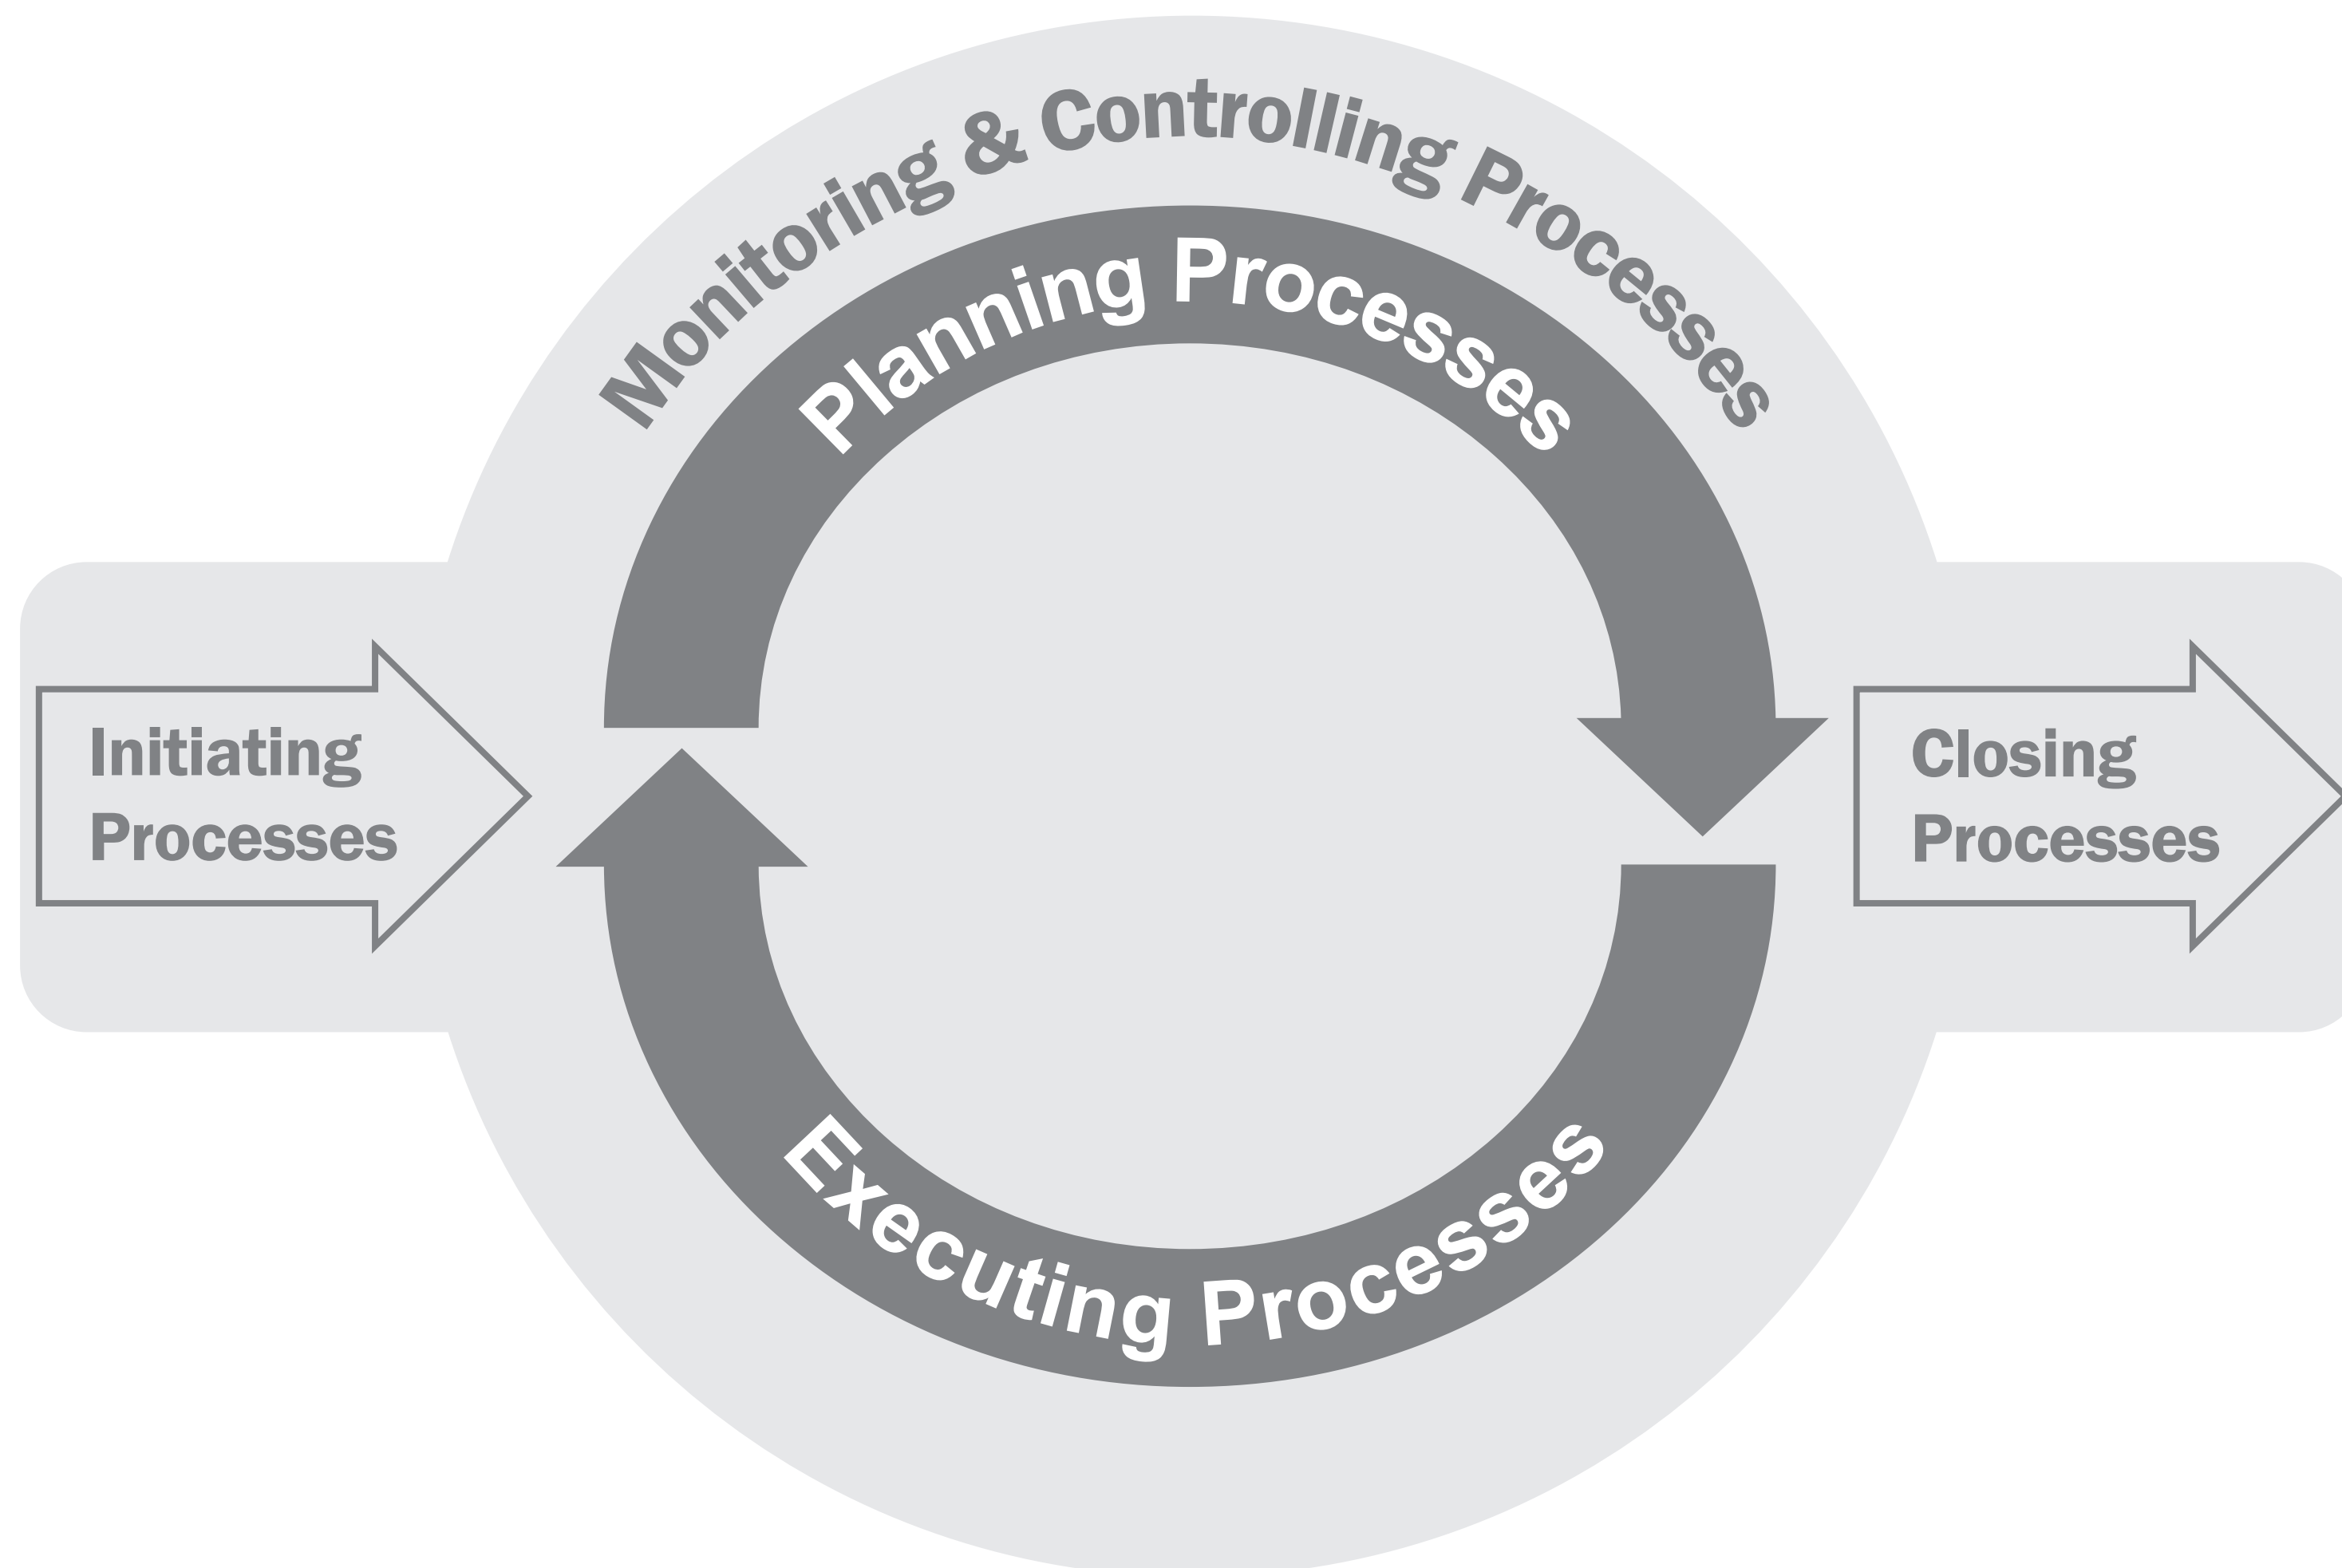 Monitoring & Controlling Processes
Planning Processes
Initiating
Processes
Closing
Processes
Executing Processes